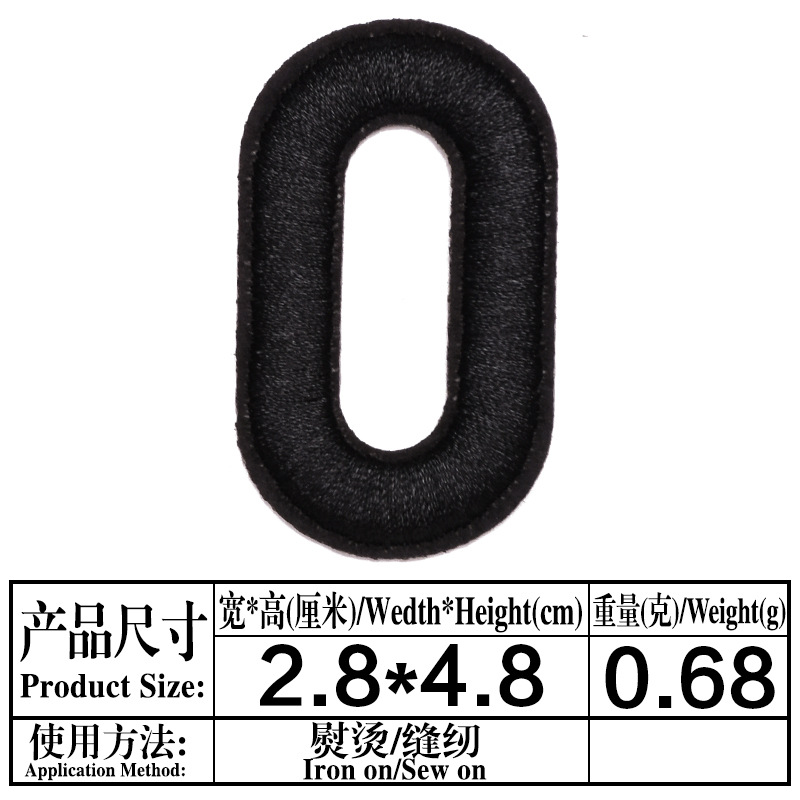 0
产品尺寸
Product Size:
宽*高(厘米)/Wedth*Height(cm)
2.8*4.8
重量(克)/Weight(g)
0.68
使用方法:
Application Method:
熨烫/缝纫
Iron on/Sew on